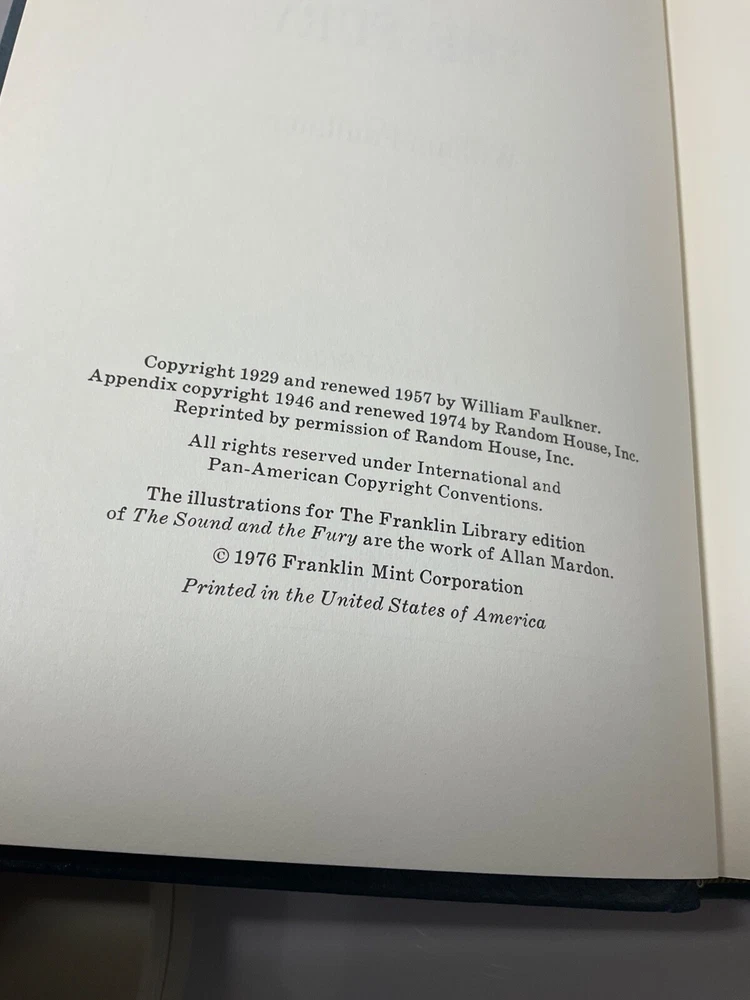 Copyright 1929 and renewed 1957 by William Faulkner.
Appendix copyright 1946 and renewed 1974 by Random House, Inc.
Reprinted by permission of Random House, Inc.
All rights reserved under International and
Pan-American Copyright Conventions.
The illustrations for The Franklin Library edition
of The Sound and the Fury are the work of Allan Mardon.
© 1976 Franklin Mint Corporation
Printed in the United States of America